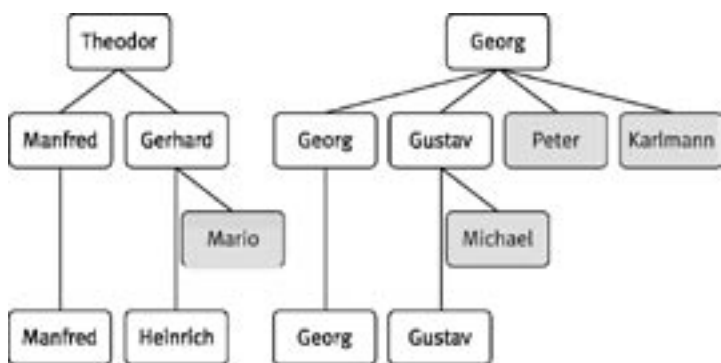 Theodor
Georg
Manfred
Gerhard
Georg
Gustav
Peter
Karlmann
Mario
Michael
Manfred
Heinrich
Georg
Gustav